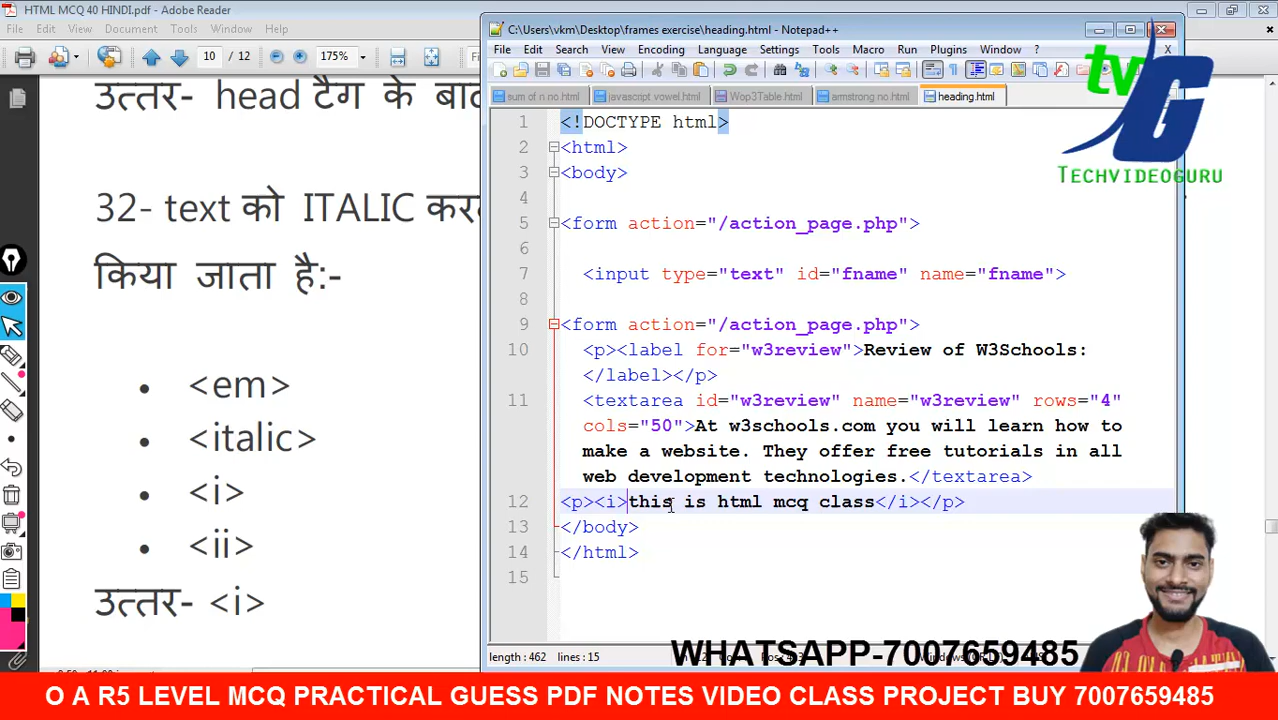 HTML MCQ 40 HINDI.pdf - Adobe Reader
File Edit View Document Tools Window Help
10 / 12 175%
उत्तर- head टैग के
32- text को ITALIC
किया जाता है:-
• <em>
• <italic>
• <i>
• <ii>
उत्तर- <i>
C:\Users\vkm\Desktop\frames exercise\heading.html - Notepad++
File Edit Search View Encoding Language Settings Tools Macro Run Plugins Window ?
sum of n no.html javascript vowel.html Wop3Table.html armstrong no.html heading.html
1 <!DOCTYPE html>
2 <html>
3 <body>
4
5 <form action="/action_page.php">
6
7 <input type="text" id="fname" name="fname">
8
9 <form action="/action_page.php">
10 <p><label for="w3review">Review of W3Schools:
</label></p>
11 <textarea id="w3review" name="w3review" rows="4"
cols="50">At w3schools.com you will learn how to
make a website. They offer free tutorials in all
web development technologies.</textarea>
12 <p><i>this is html mcq class</i></p>
13 </body>
14 </html>
15
length : 462 lines : 15
tv G
TECHVIDEOGURU
WHATSAPP-7007659485
O A R5 LEVEL MCQ PRACTICAL GUESS PDF NOTES VIDEO CLASS PROJECT BUY 7007659485